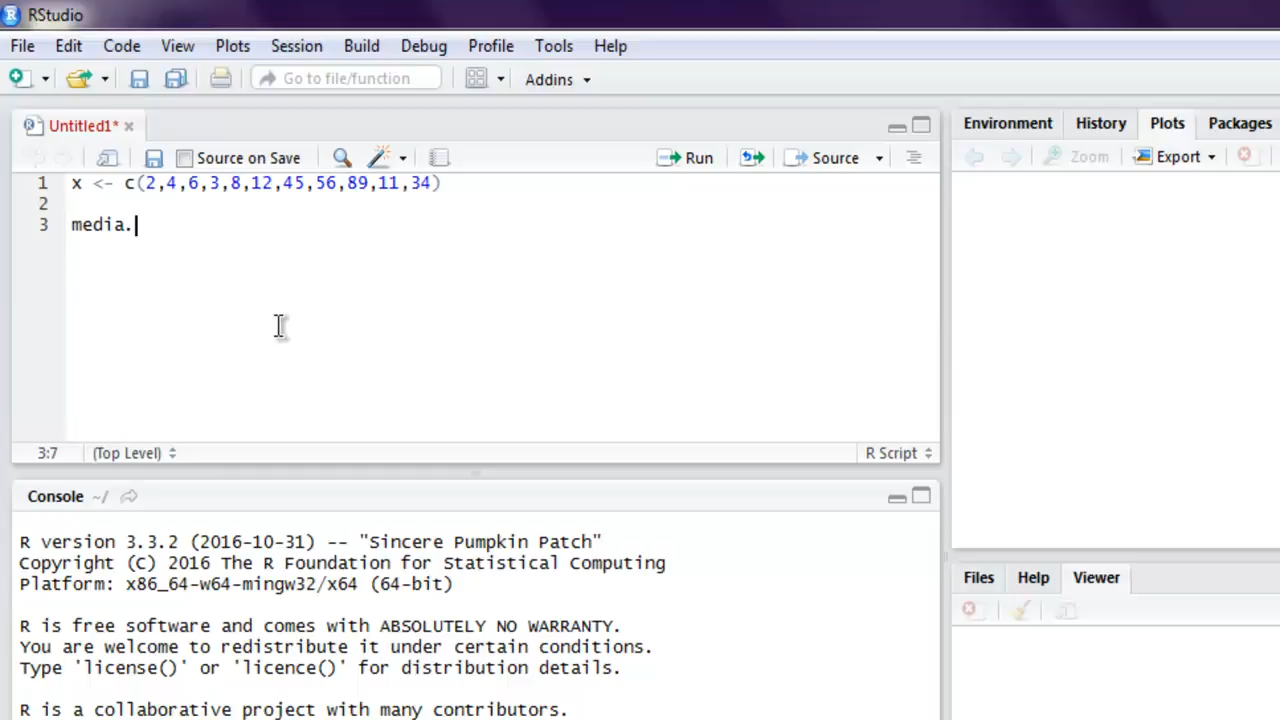 RStudio
File Edit Code View Plots Session Build Debug Profile Tools Help
Go to file/function Addins
Untitled1*
Source on Save Run Source
1 x <- c(2,4,6,3,8,12,45,56,89,11,34)
2
3 media.
3:7 (Top Level) R Script
Console ~/
R version 3.3.2 (2016-10-31) -- "Sincere Pumpkin Patch"
Copyright (C) 2016 The R Foundation for Statistical Computing
Platform: x86_64-w64-mingw32/x64 (64-bit)
R is free software and comes with ABSOLUTELY NO WARRANTY.
You are welcome to redistribute it under certain conditions.
Type 'license()' or 'licence()' for distribution details.
R is a collaborative project with many contributors.
Environment History Plots Packages
Zoom Export
Files Help Viewer